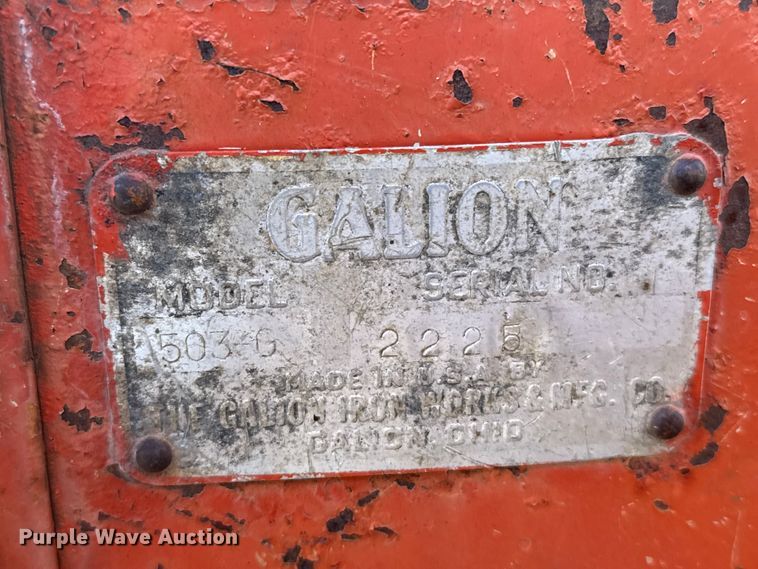 GALION
MODEL SERIAL NO.
503-G 2225
MADE IN U.S.A. BY
THE GALION IRON WORKS & MFG. CO.
GALION, OHIO
Purple Wave Auction